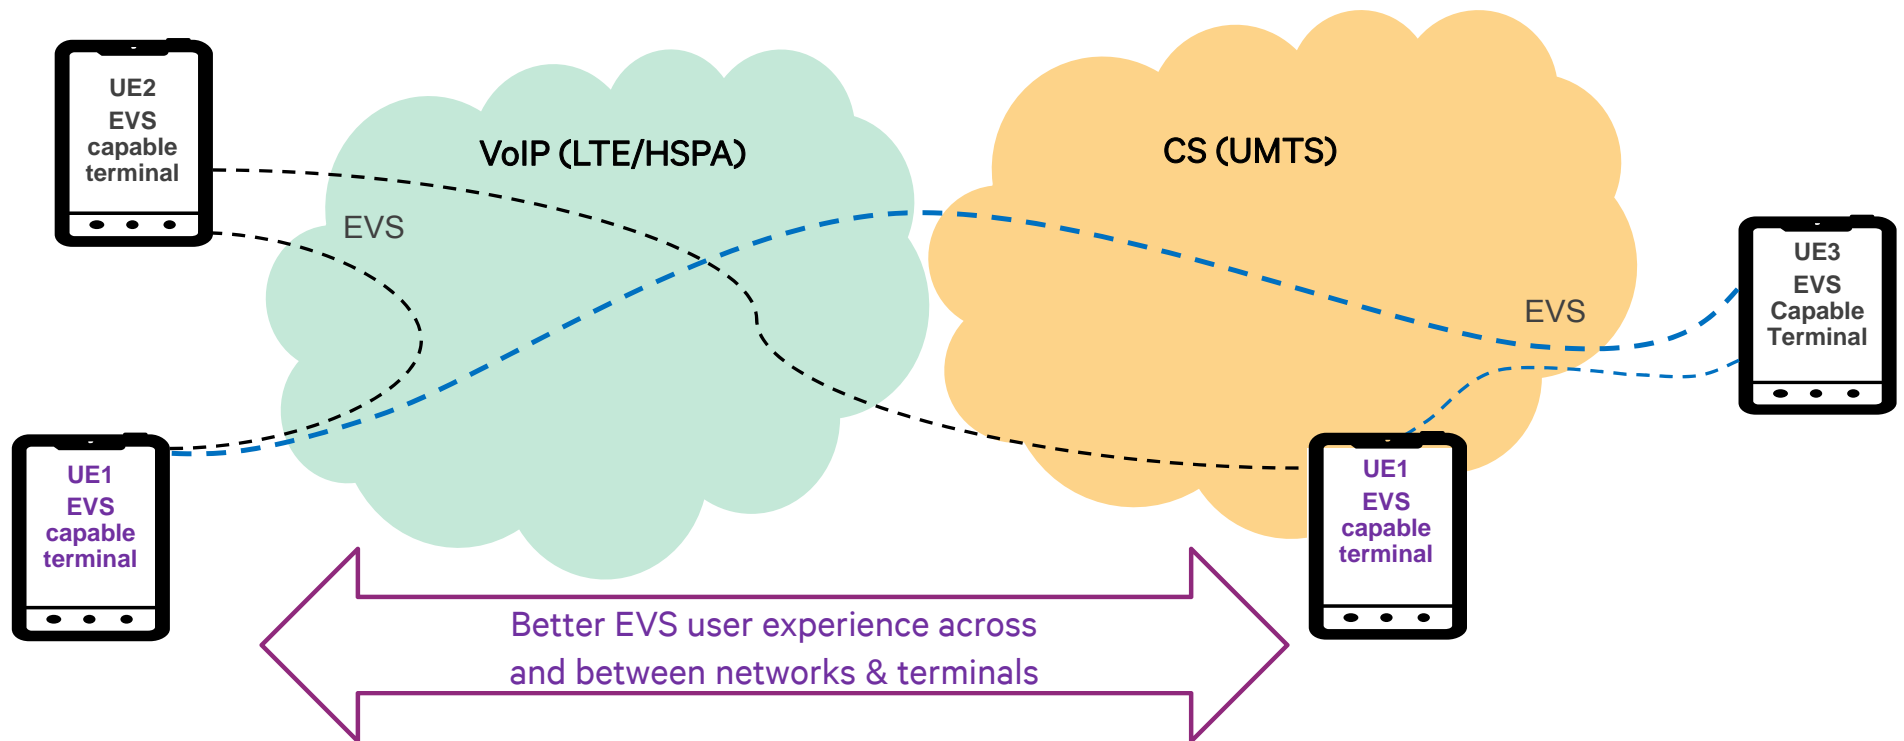 UE2
EVS
capable
terminal
VoIP (LTE/HSPA)
CS (UMTS)
EVS
UE3
EVS
Capable
Terminal
EVS
UE1
EVS
capable
terminal
UE1
EVS
capable
terminal
Better EVS user experience across
and between networks & terminals